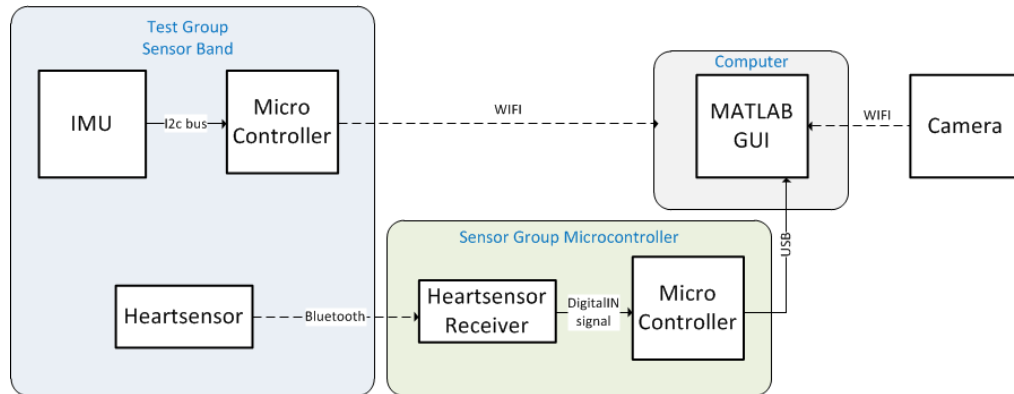 Test Group
Sensor Band
IMU
I2c bus
Micro
Controller
WIFI
Computer
MATLAB
GUI
WIFI
Camera
Heartsensor
Bluetooth
Sensor Group Microcontroller
Heartsensor
Receiver
DigitalIN
signal
Micro
Controller
USB